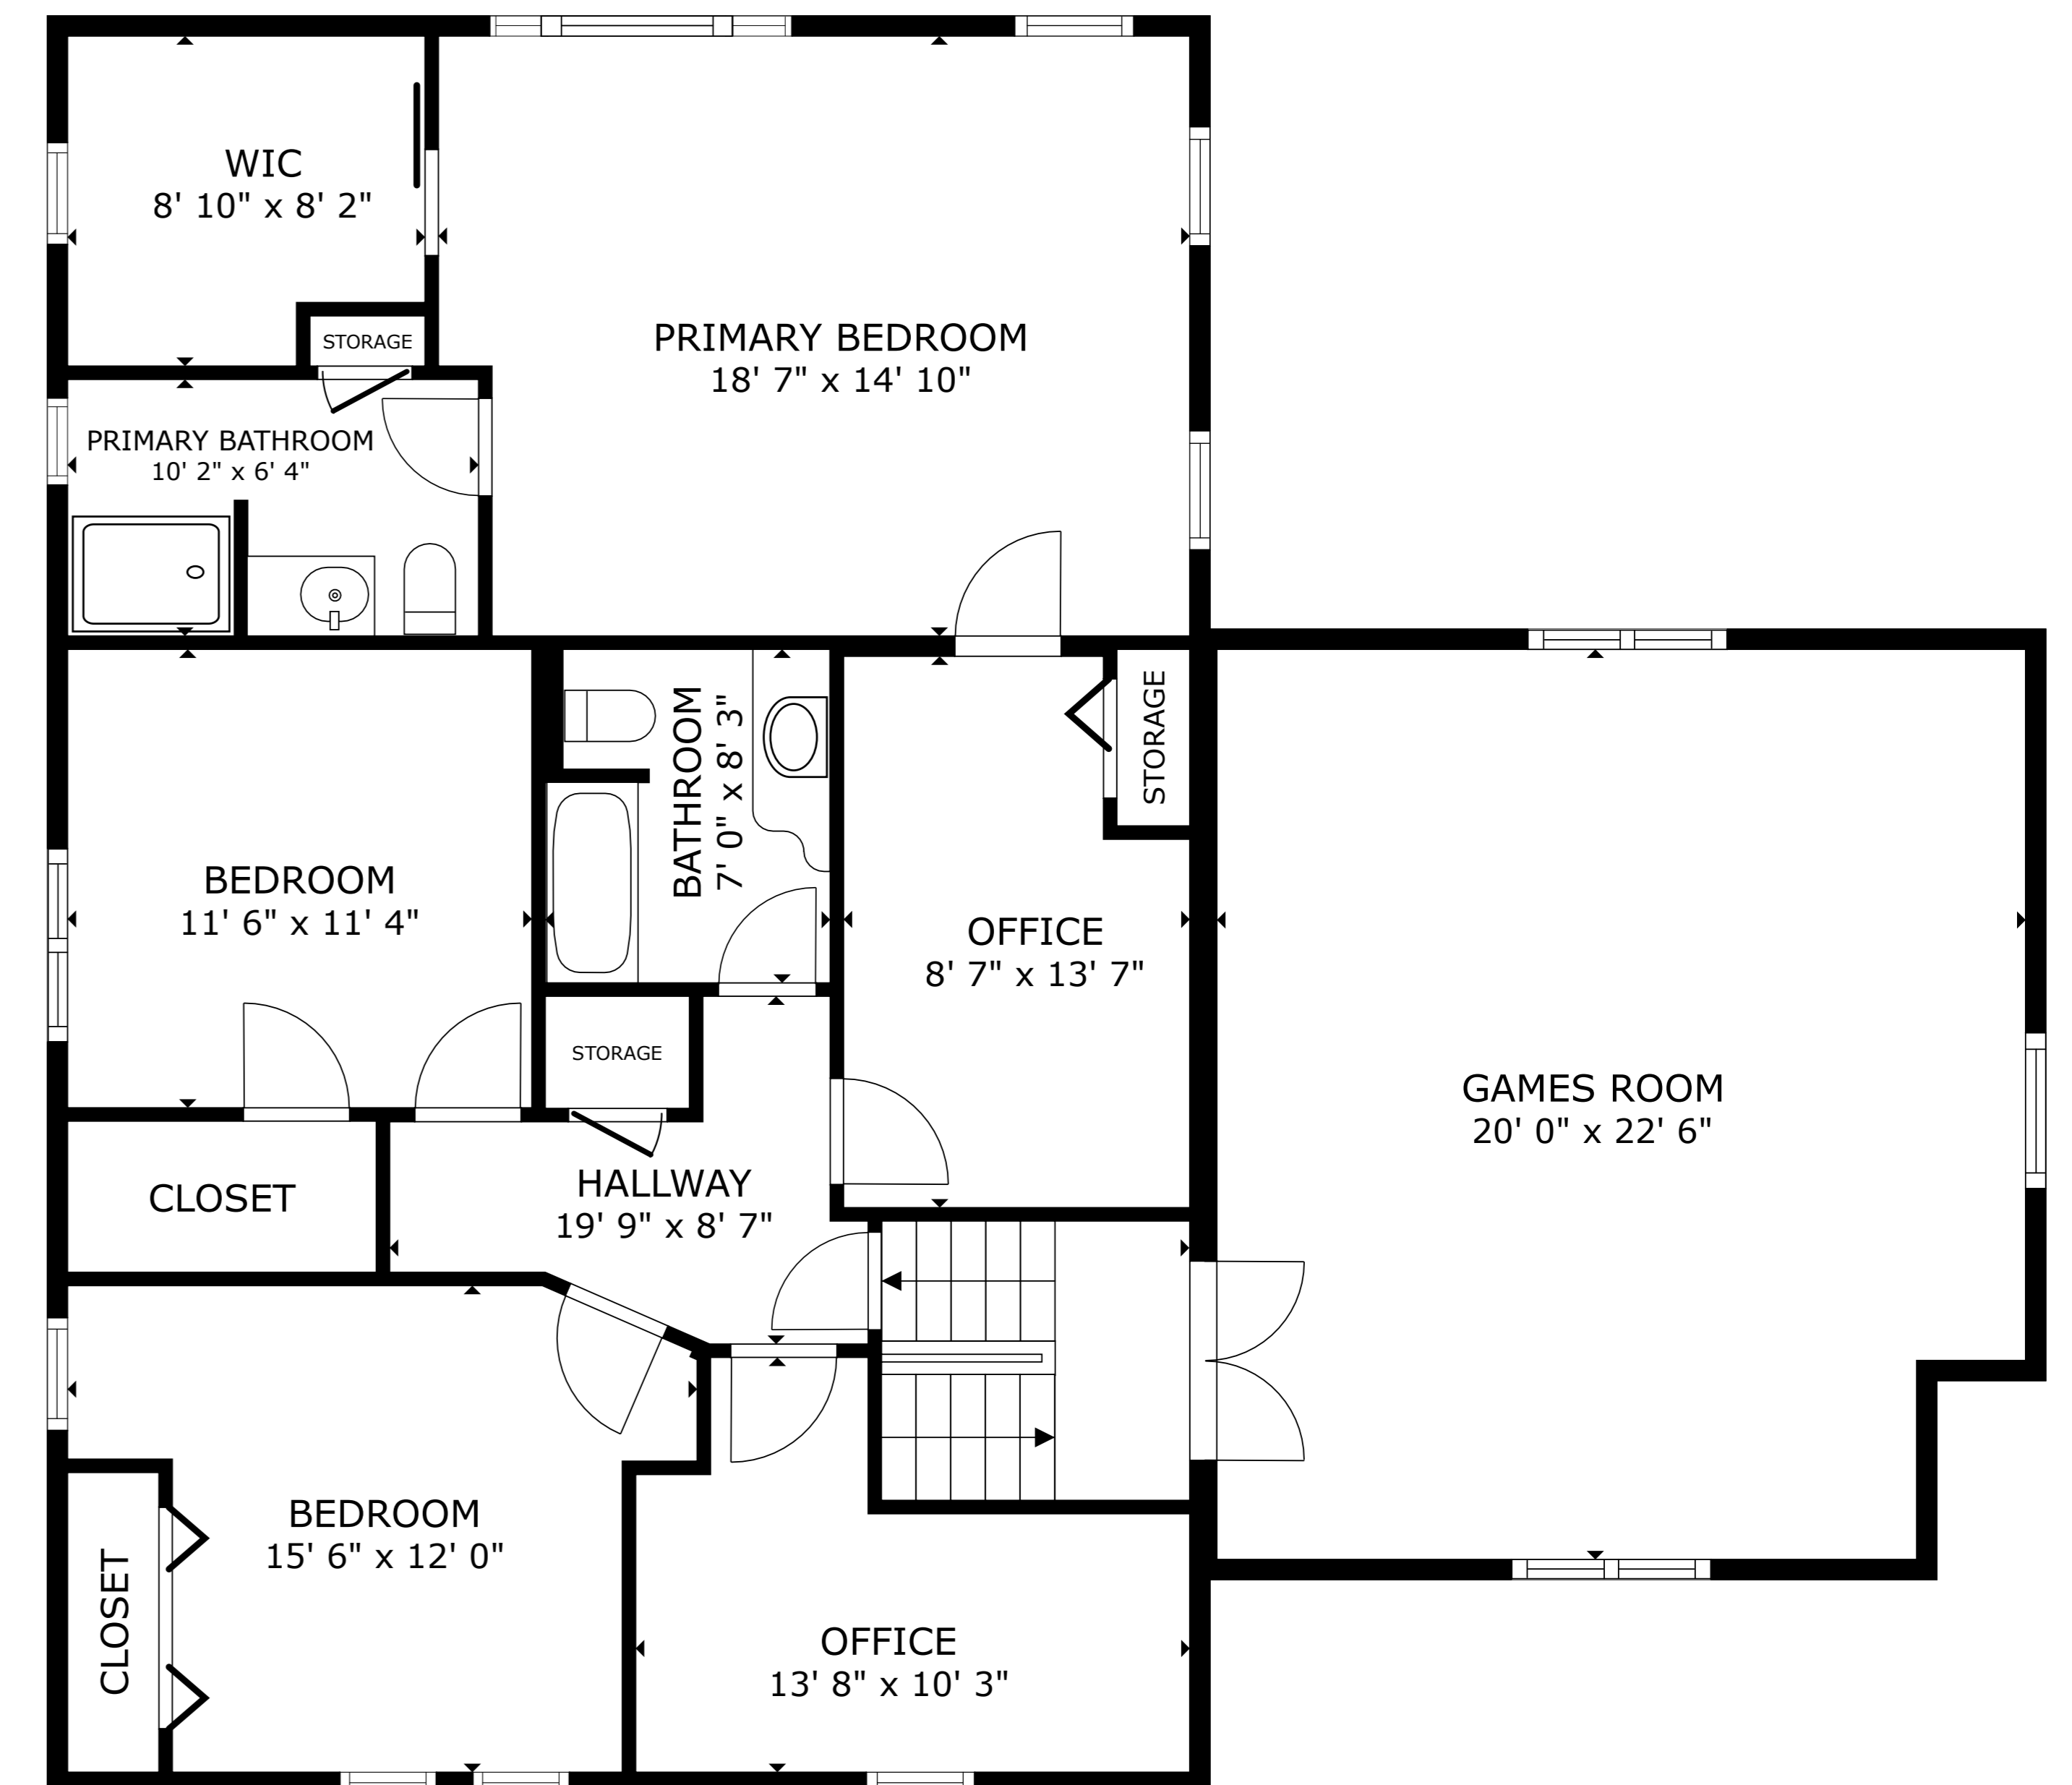 WIC
8' 10" x 8' 2"
STORAGE
PRIMARY BEDROOM
18' 7" x 14' 10"
PRIMARY BATHROOM
10' 2" x 6' 4"
BEDROOM
11' 6" x 11' 4"
BATHROOM
7' 0" x 8' 3"
STORAGE
OFFICE
8' 7" x 13' 7"
STORAGE
GAMES ROOM
20' 0" x 22' 6"
CLOSET
HALLWAY
19' 9" x 8' 7"
BEDROOM
15' 6" x 12' 0"
CLOSET
OFFICE
13' 8" x 10' 3"